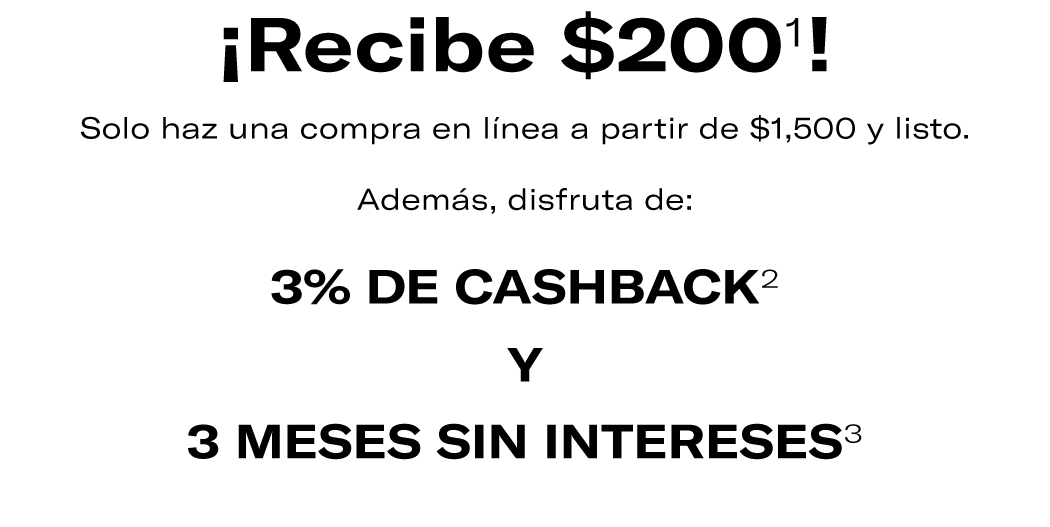 ¡Recibe $200¹!
Solo haz una compra en línea a partir de $1,500 y listo.
Además, disfruta de:
3% DE CASHBACK²
Y
3 MESES SIN INTERESES³